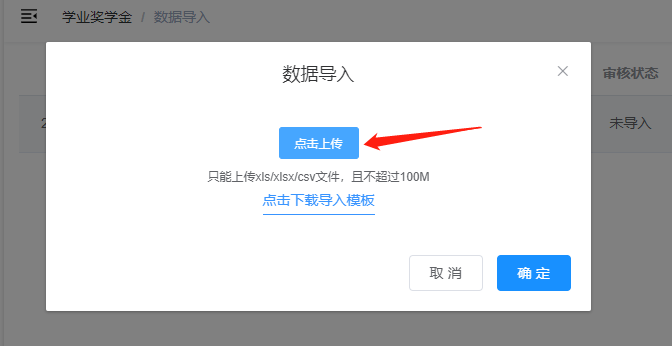 学业奖学金 / 数据导入
数据导入
审核状态
2
未导入
点击上传
只能上传xls/xlsx/csv文件，且不超过100M
点击下载导入模板
取 消
确 定